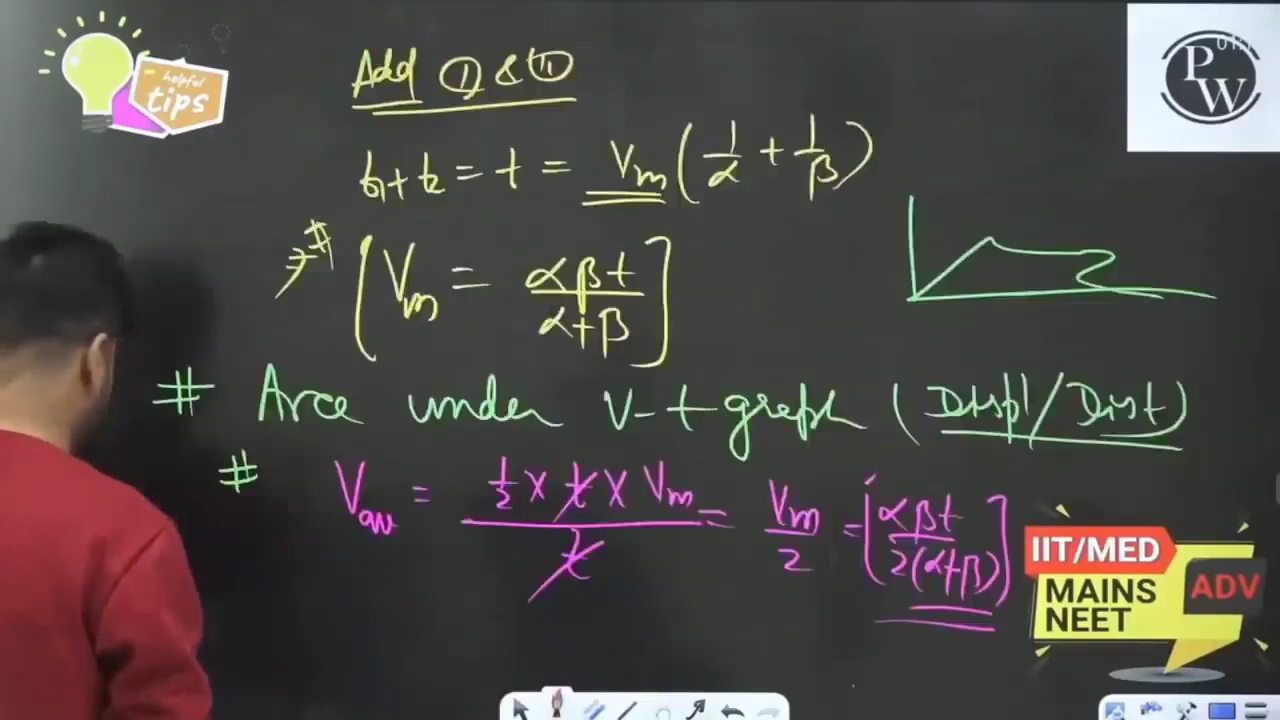 helpful
tips
Add ① & ②
t₁+t₂ = t = Vm(1/α + 1/β)
# [Vm = αβt/(α+β)]
# Area under V-t graph (Displ/Dist)
# Vav = (1/2 × t × Vm)/t = Vm/2 = [αβt/2(α+β)]
PW
IIT/MED
MAINS
NEET
ADV